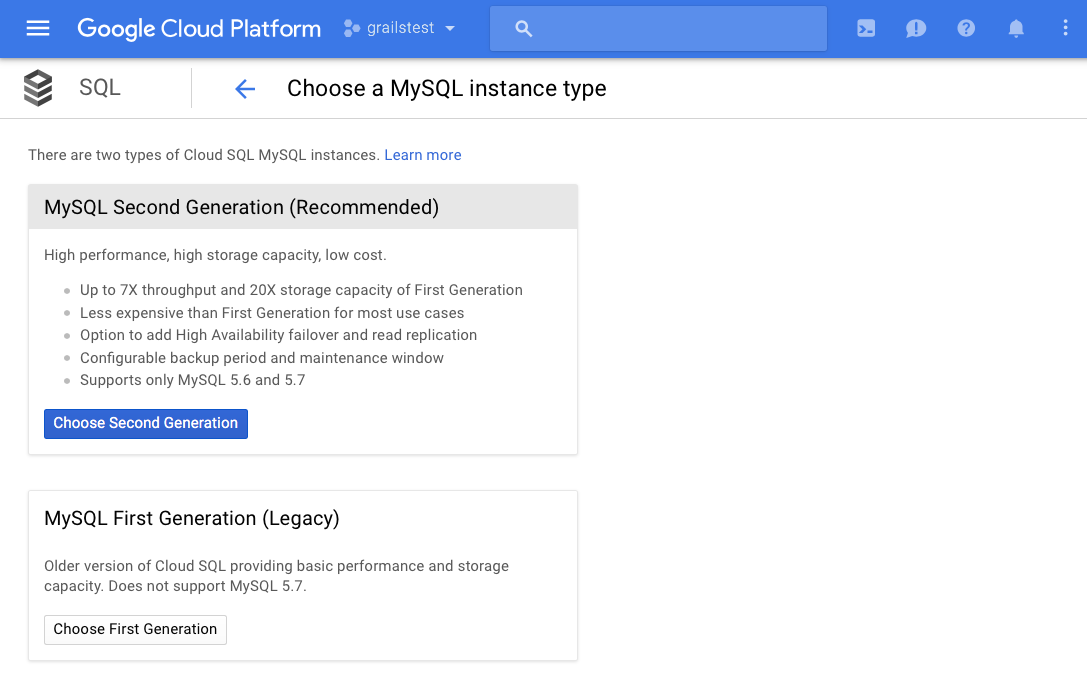 Google Cloud Platform grailstest
SQL Choose a MySQL instance type
There are two types of Cloud SQL MySQL instances. Learn more
MySQL Second Generation (Recommended)
High performance, high storage capacity, low cost.
Up to 7X throughput and 20X storage capacity of First Generation
Less expensive than First Generation for most use cases
Option to add High Availability failover and read replication
Configurable backup period and maintenance window
Supports only MySQL 5.6 and 5.7
Choose Second Generation
MySQL First Generation (Legacy)
Older version of Cloud SQL providing basic performance and storage
capacity. Does not support MySQL 5.7.
Choose First Generation